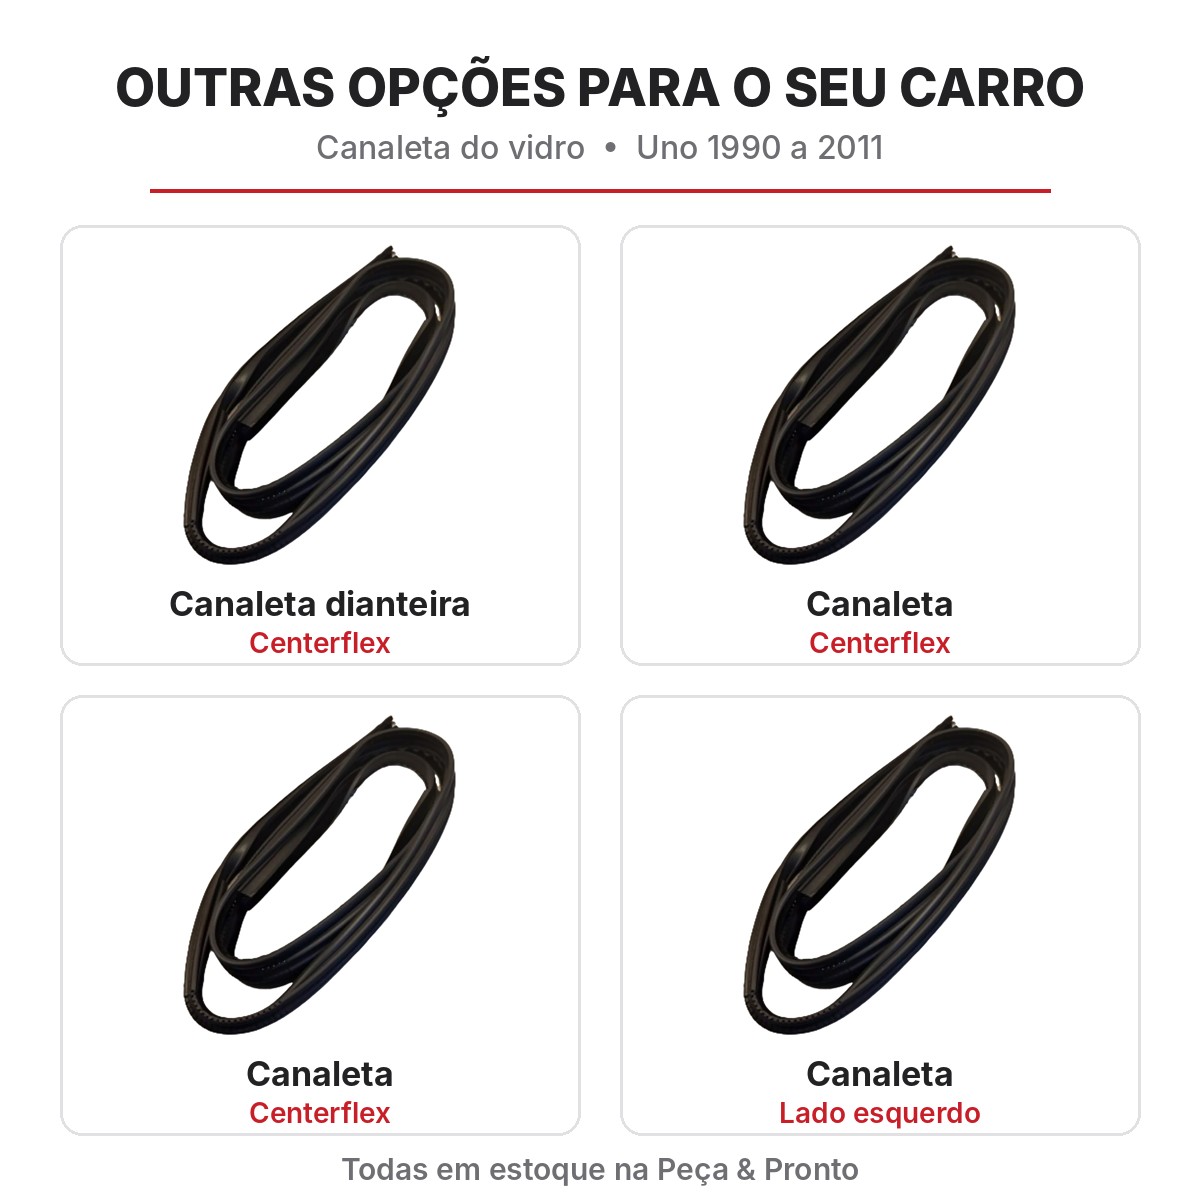 OUTRAS OPÇÕES PARA O SEU CARRO
Canaleta do vidro • Uno 1990 a 2011
Canaleta dianteira
Centerflex
Canaleta
Centerflex
Canaleta
Centerflex
Canaleta
Lado esquerdo
Todas em estoque na Peça & Pronto